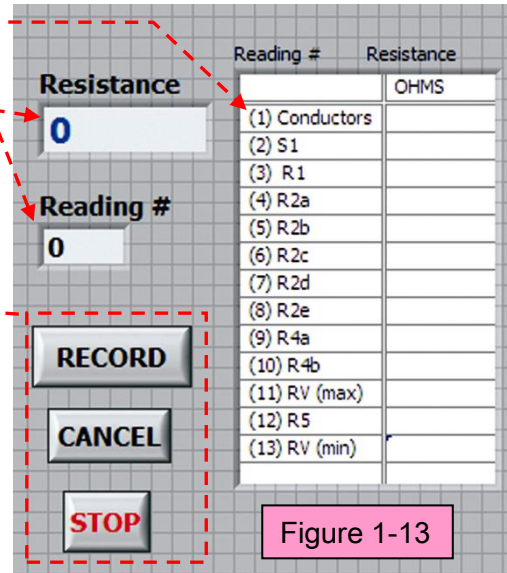 Reading # Resistance
OHMS
(1) Conductors
(2) S1
(3) R1
(4) R2a
(5) R2b
(6) R2c
(7) R2d
(8) R2e
(9) R4a
(10) R4b
(11) RV (max)
(12) R5
(13) RV (min)
Resistance
0
Reading #
0
RECORD
CANCEL
STOP
Figure 1-13